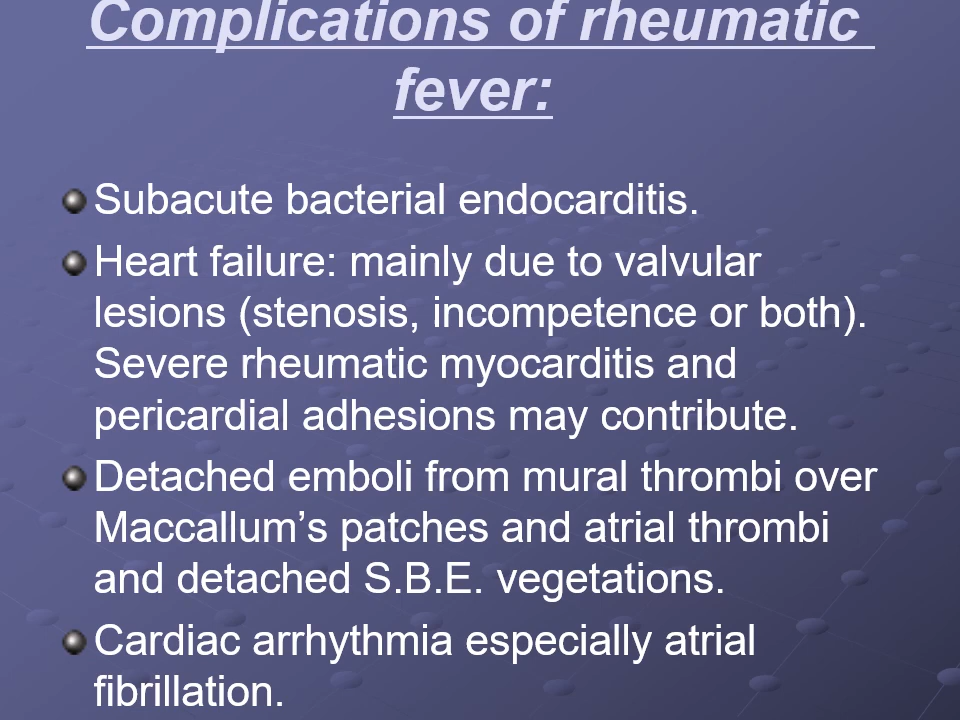 Complications of rheumatic
fever:
Subacute bacterial endocarditis.
Heart failure: mainly due to valvular
lesions (stenosis, incompetence or both).
Severe rheumatic myocarditis and
pericardial adhesions may contribute.
Detached emboli from mural thrombi over
Maccallum’s patches and atrial thrombi
and detached S.B.E. vegetations.
Cardiac arrhythmia especially atrial
fibrillation.